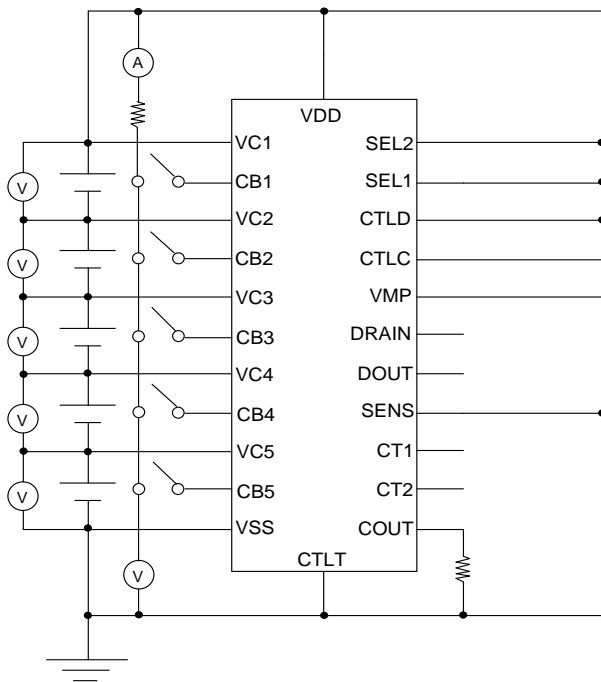 A
VDD
VC1 SEL2
V CB1 SEL1
VC2 CTLD
V CB2 CTLC
VC3 VMP
V CB3 DRAIN
VC4 DOUT
V CB4 SENS
VC5 CT1
V CB5 CT2
VSS COUT
CTLT
V